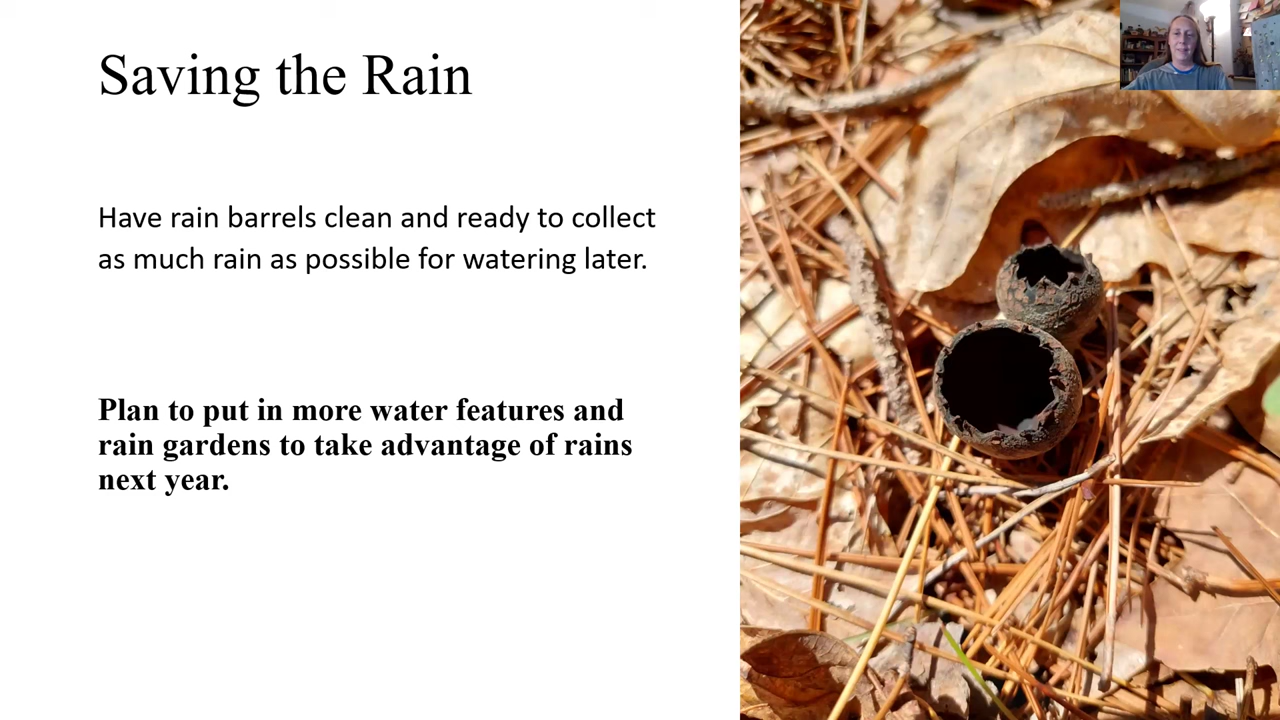 Saving the Rain
Have rain barrels clean and ready to collect
as much rain as possible for watering later.
Plan to put in more water features and
rain gardens to take advantage of rains
next year.